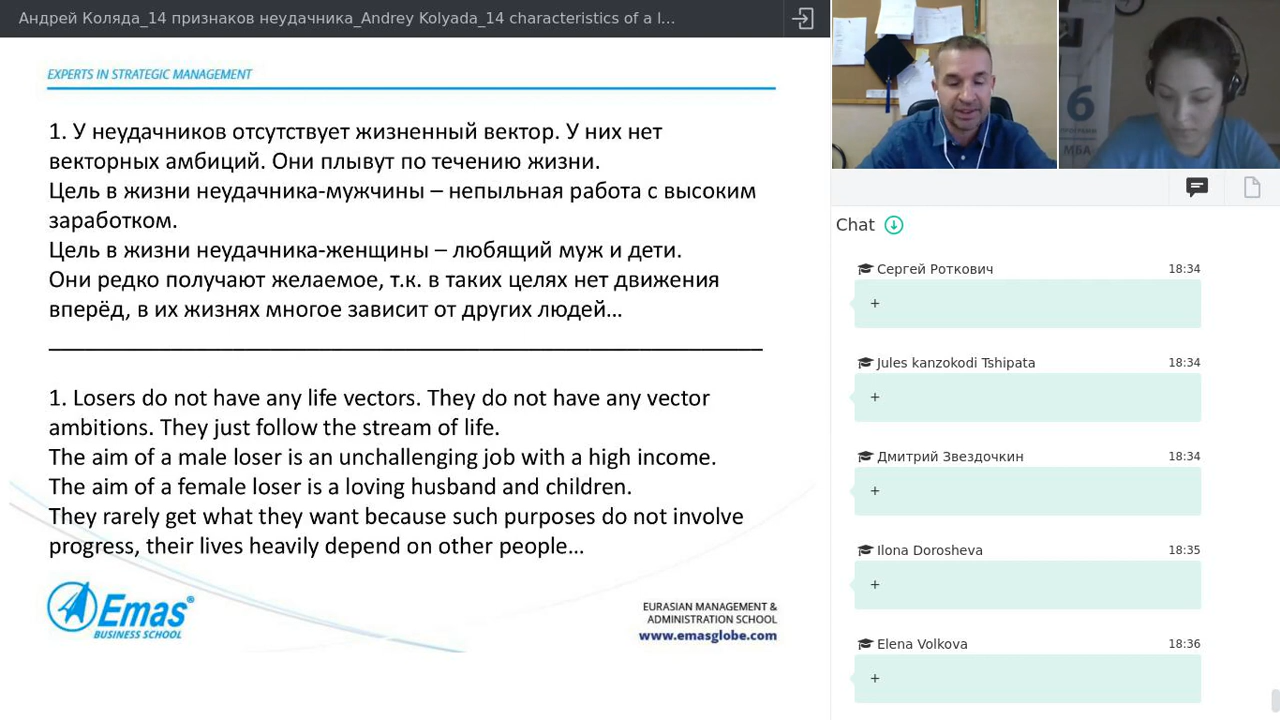 Андрей Коляда_14 признаков неудачника_Andrey Kolyada_14 characteristics of a l...
EXPERTS IN STRATEGIC MANAGEMENT
1. У неудачников отсутствует жизненный вектор. У них нет
векторных амбиций. Они плывут по течению жизни.
Цель в жизни неудачника-мужчины – непыльная работа с высоким
заработком.
Цель в жизни неудачника-женщины – любящий муж и дети.
Они редко получают желаемое, т.к. в таких целях нет движения
вперёд, в их жизнях многое зависит от других людей...
1. Losers do not have any life vectors. They do not have any vector
ambitions. They just follow the stream of life.
The aim of a male loser is an unchallenging job with a high income.
The aim of a female loser is a loving husband and children.
They rarely get what they want because such purposes do not involve
progress, their lives heavily depend on other people...
Emas®
BUSINESS SCHOOL
EURASIAN MANAGEMENT &
ADMINISTRATION SCHOOL
www.emasglobe.com
6
МБА
Chat
Сергей Роткович 18:34
+
Jules kanzokodi Tshipata 18:34
+
Дмитрий Звездочкин 18:34
+
Ilona Dorosheva 18:35
+
Elena Volkova 18:36
+